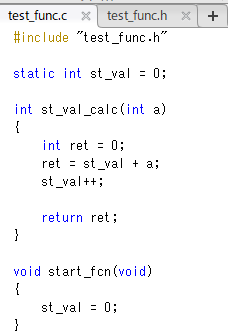 test_func.c × test_func.h × +
#include "test_func.h"
static int st_val = 0;
int st_val_calc(int a)
{
    int ret = 0;
    ret = st_val + a;
    st_val++;
    return ret;
}
void start_fcn(void)
{
    st_val = 0;
}